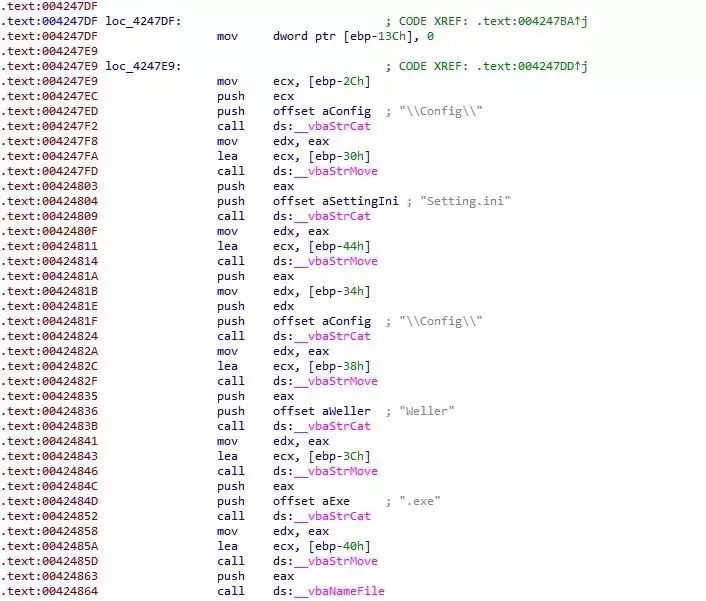 .text:004247DF
.text:004247DF loc_4247DF: ; CODE XREF: .text:004247BA↑j
.text:004247DF mov dword ptr [ebp-13Ch], 0
.text:004247E9
.text:004247E9 loc_4247E9: ; CODE XREF: .text:004247DD↑j
.text:004247E9 mov ecx, [ebp-2Ch]
.text:004247EC push ecx
.text:004247ED push offset aConfig ; "\\Config\\"
.text:004247F2 call ds:__vbaStrCat
.text:004247F8 mov edx, eax
.text:004247FA lea ecx, [ebp-30h]
.text:004247FD call ds:__vbaStrMove
.text:00424803 push eax
.text:00424804 push offset aSettingIni ; "Setting.ini"
.text:00424809 call ds:__vbaStrCat
.text:0042480F mov edx, eax
.text:00424811 lea ecx, [ebp-44h]
.text:00424814 call ds:__vbaStrMove
.text:0042481A push eax
.text:0042481B mov edx, [ebp-34h]
.text:0042481E push edx
.text:0042481F push offset aConfig ; "\\Config\\"
.text:00424824 call ds:__vbaStrCat
.text:0042482A mov edx, eax
.text:0042482C lea ecx, [ebp-38h]
.text:0042482F call ds:__vbaStrMove
.text:00424835 push eax
.text:00424836 push offset aWeller ; "Weller"
.text:0042483B call ds:__vbaStrCat
.text:00424841 mov edx, eax
.text:00424843 lea ecx, [ebp-3Ch]
.text:00424846 call ds:__vbaStrMove
.text:0042484C push eax
.text:0042484D push offset aExe ; ".exe"
.text:00424852 call ds:__vbaStrCat
.text:00424858 mov edx, eax
.text:0042485A lea ecx, [ebp-40h]
.text:0042485D call ds:__vbaStrMove
.text:00424863 push eax
.text:00424864 call ds:__vbaNameFile